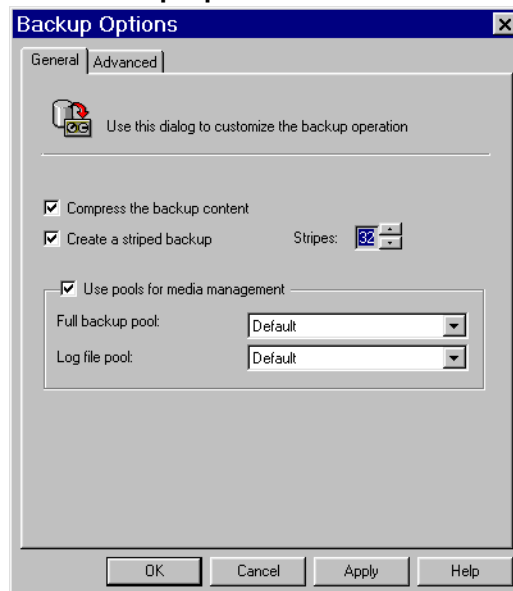 Backup Options
General Advanced
Use this dialog to customize the backup operation
Compress the backup content
Create a striped backup Stripes: 32
Use pools for media management
Full backup pool: Default
Log file pool: Default
OK Cancel Apply Help